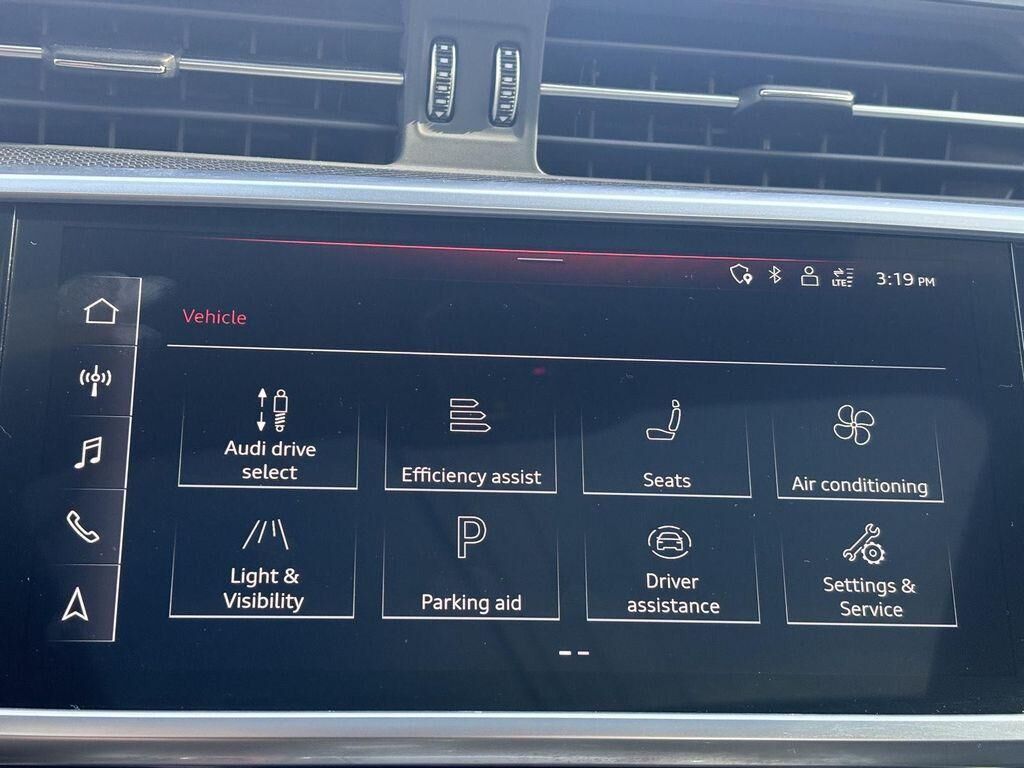 LTE 3:19 PM
Vehicle
Audi drive
select
Efficiency assist
Seats
Air conditioning
Light &
Visibility
P
Parking aid
Driver
assistance
Settings &
Service